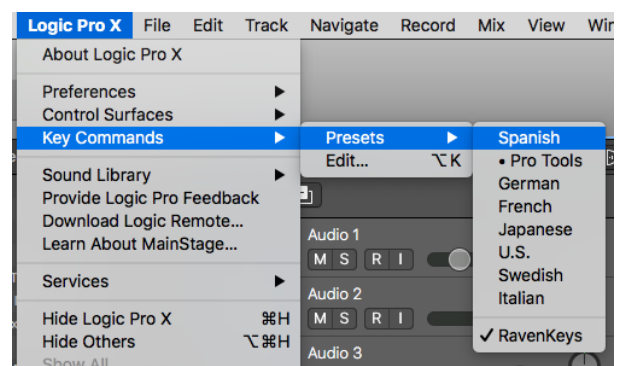 Logic Pro X File Edit Track Navigate Record Mix View
About Logic Pro X
Preferences
Control Surfaces
Key Commands
Sound Library
Provide Logic Pro Feedback
Download Logic Remote...
Learn About MainStage...
Services
Hide Logic Pro X ⌘H
Hide Others ⌥⌘H
Show All
Presets
Edit... ⌥K
Spanish
• Pro Tools
German
French
Japanese
U.S.
Swedish
Italian
✓ RavenKeys
Audio 1
M S R I
Audio 2
M S R I
Audio 3